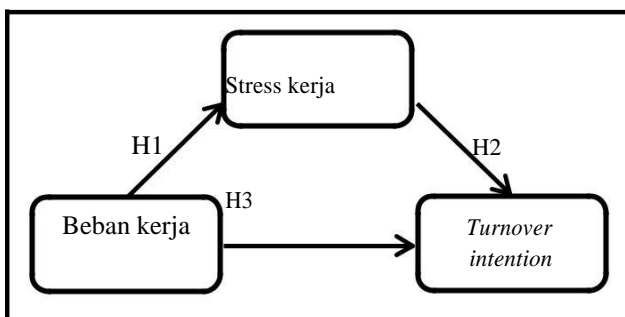 Stress kerja
H1
H2
H3
Beban kerja
Turnover
intention